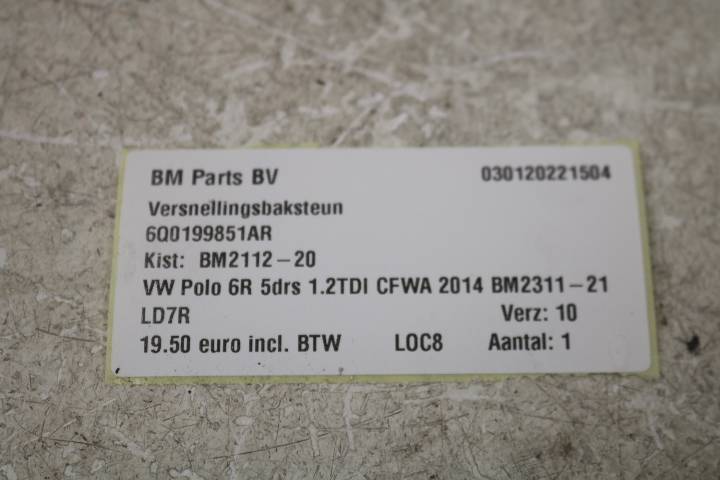 BM Parts BV 030120221504
Versnellingsbaksteun
6Q0199851AR
Kist: BM2112-20
VW Polo 6R 5drs 1.2TDI CFWA 2014 BM2311-21
LD7R Verz: 10
19.50 euro incl. BTW LOC8 Aantal: 1